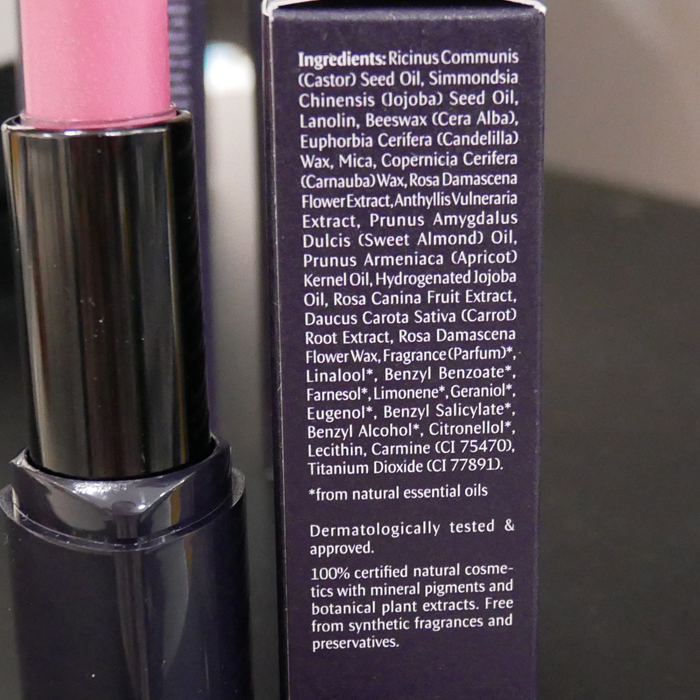 Ingredients: Ricinus Communis
(Castor) Seed Oil, Simmondsia
Chinensis (Jojoba) Seed Oil,
Lanolin, Beeswax (Cera Alba),
Euphorbia Cerifera (Candelilla)
Wax, Mica, Copernicia Cerifera
(Carnauba) Wax, Rosa Damascena
Flower Extract, Anthyllis Vulneraria
Extract, Prunus Amygdalus
Dulcis (Sweet Almond) Oil,
Prunus Armeniaca (Apricot)
Kernel Oil, Hydrogenated Jojoba
Oil, Rosa Canina Fruit Extract,
Daucus Carota Sativa (Carrot)
Root Extract, Rosa Damascena
Flower Wax, Fragrance (Parfum)*,
Linalool*, Benzyl Benzoate*,
Farnesol*, Limonene*, Geraniol*,
Eugenol*, Benzyl Salicylate*,
Benzyl Alcohol*, Citronellol*,
Lecithin, Carmine (CI 75470),
Titanium Dioxide (CI 77891).
*from natural essential oils
Dermatologically tested &
approved.
100% certified natural cosme-
tics with mineral pigments and
botanical plant extracts. Free
from synthetic fragrances and
preservatives.